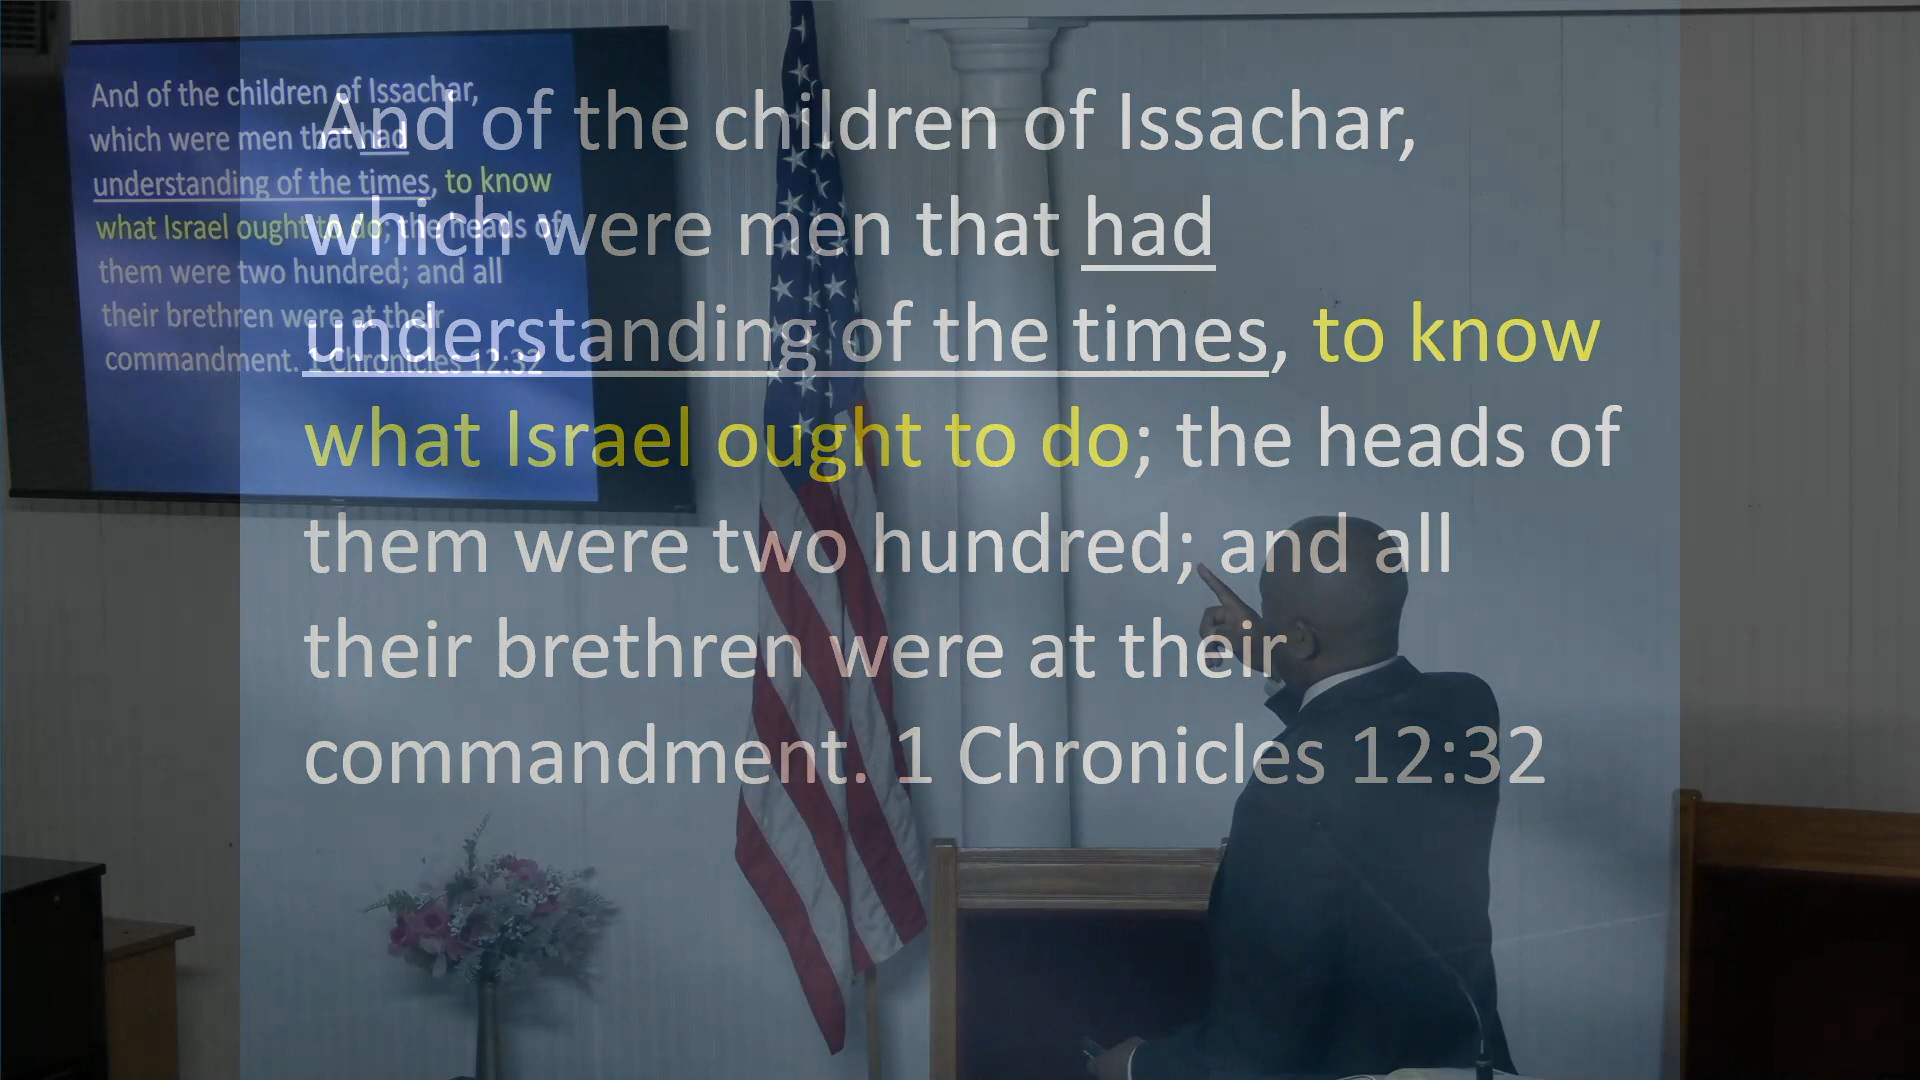 And of the children of Issachar,
which were men that had
understanding of the times, to know
what Israel ought to do; the heads of
them were two hundred; and all
their brethren were at their
commandment. 1 Chronicles 12:32
And of the children of Issachar,
which were men that had
understanding of the times, to know
what Israel ought to do; the heads of
them were two hundred; and all
their brethren were at their
commandment. 1 Chronicles 12:32